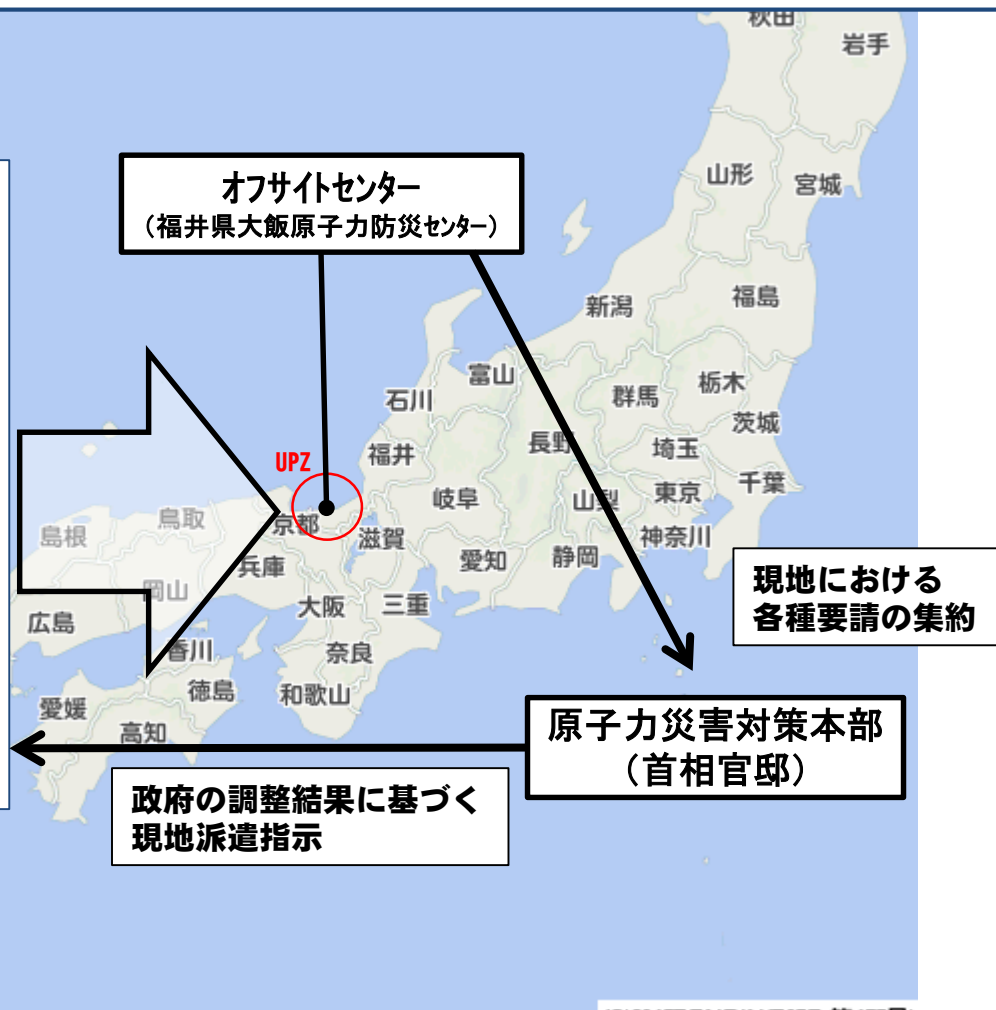 秋田
岩手
山形
宮城
オフサイトセンター
（福井県大飯原子力防災センター）
新潟
福島
富山
石川
群馬
栃木
茨城
長野
埼玉
福井
UPZ
岐阜
山梨
東京
千葉
鳥取
島根
京都
滋賀
神奈川
愛知
静岡
兵庫
岡山
大阪
三重
広島
香川
奈良
徳島
和歌山
愛媛
高知
現地における
各種要請の集約
原子力災害対策本部
（首相官邸）
政府の調整結果に基づく
現地派遣指示